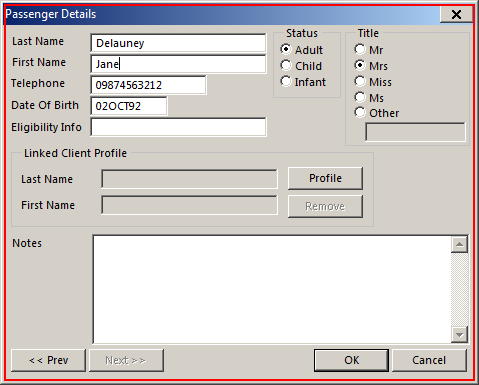 Passenger Details
Last Name Delauney
First Name Jane
Telephone 09874563212
Date Of Birth 02OCT92
Eligibility Info
Status
Adult
Child
Infant
Title
Mr
Mrs
Miss
Ms
Other
Linked Client Profile
Last Name Profile
First Name Remove
Notes
<< Prev Next >> OK Cancel